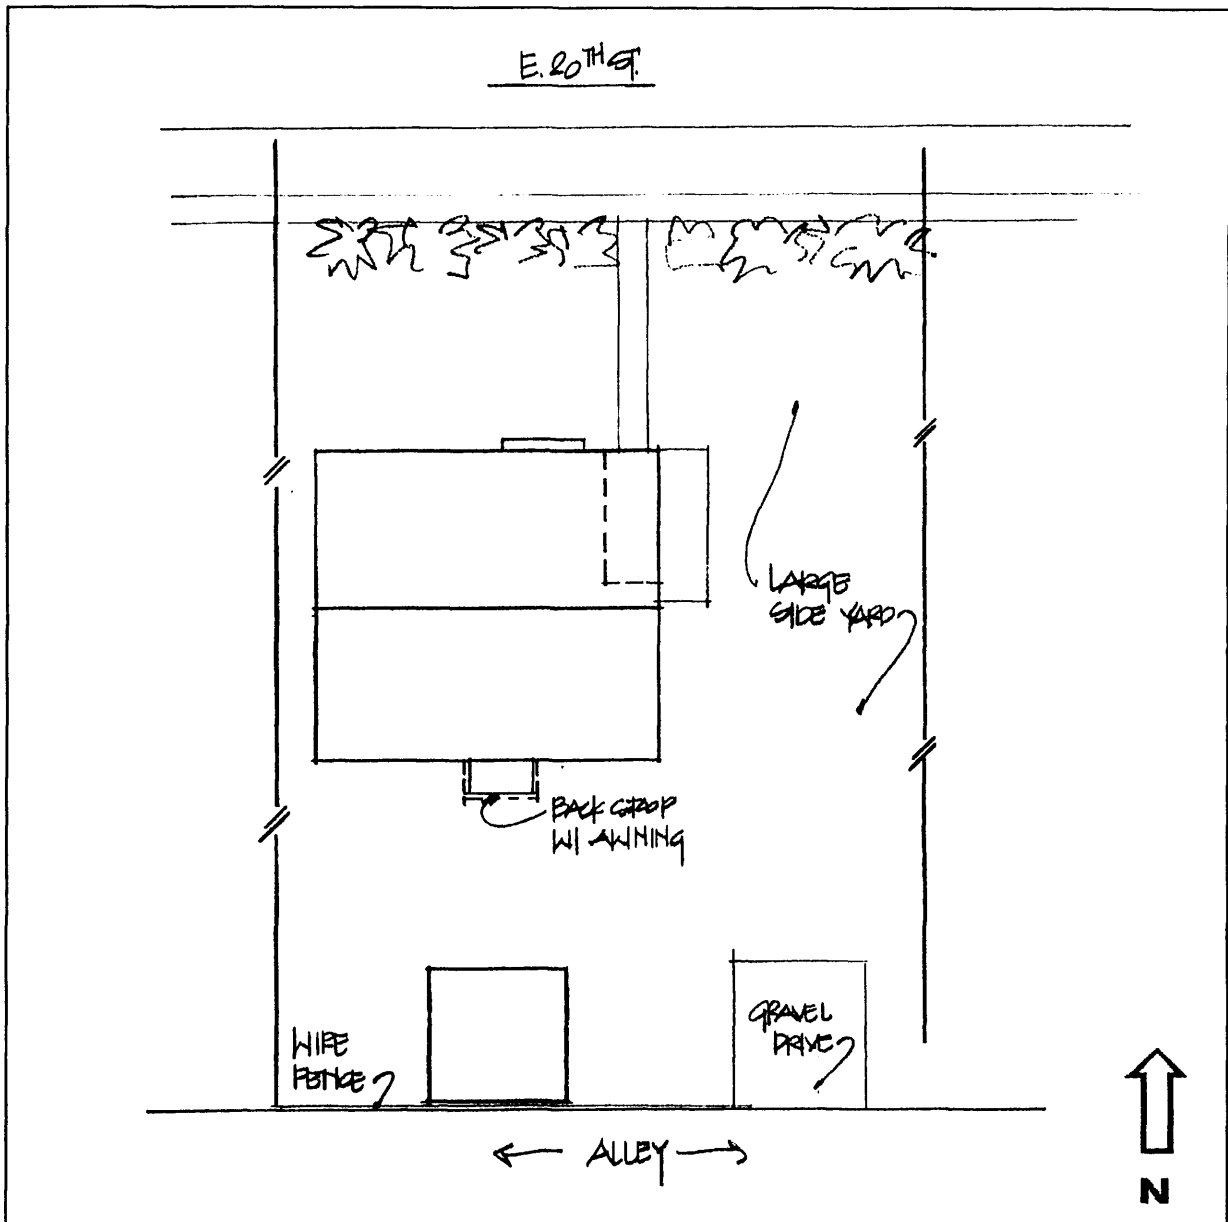 E. 20TH ST.
LARGE
SIDE YARD
BACK STOOP
W/ AWNING
WIRE
FENCE
GRAVEL
DRIVE
ALLEY
N